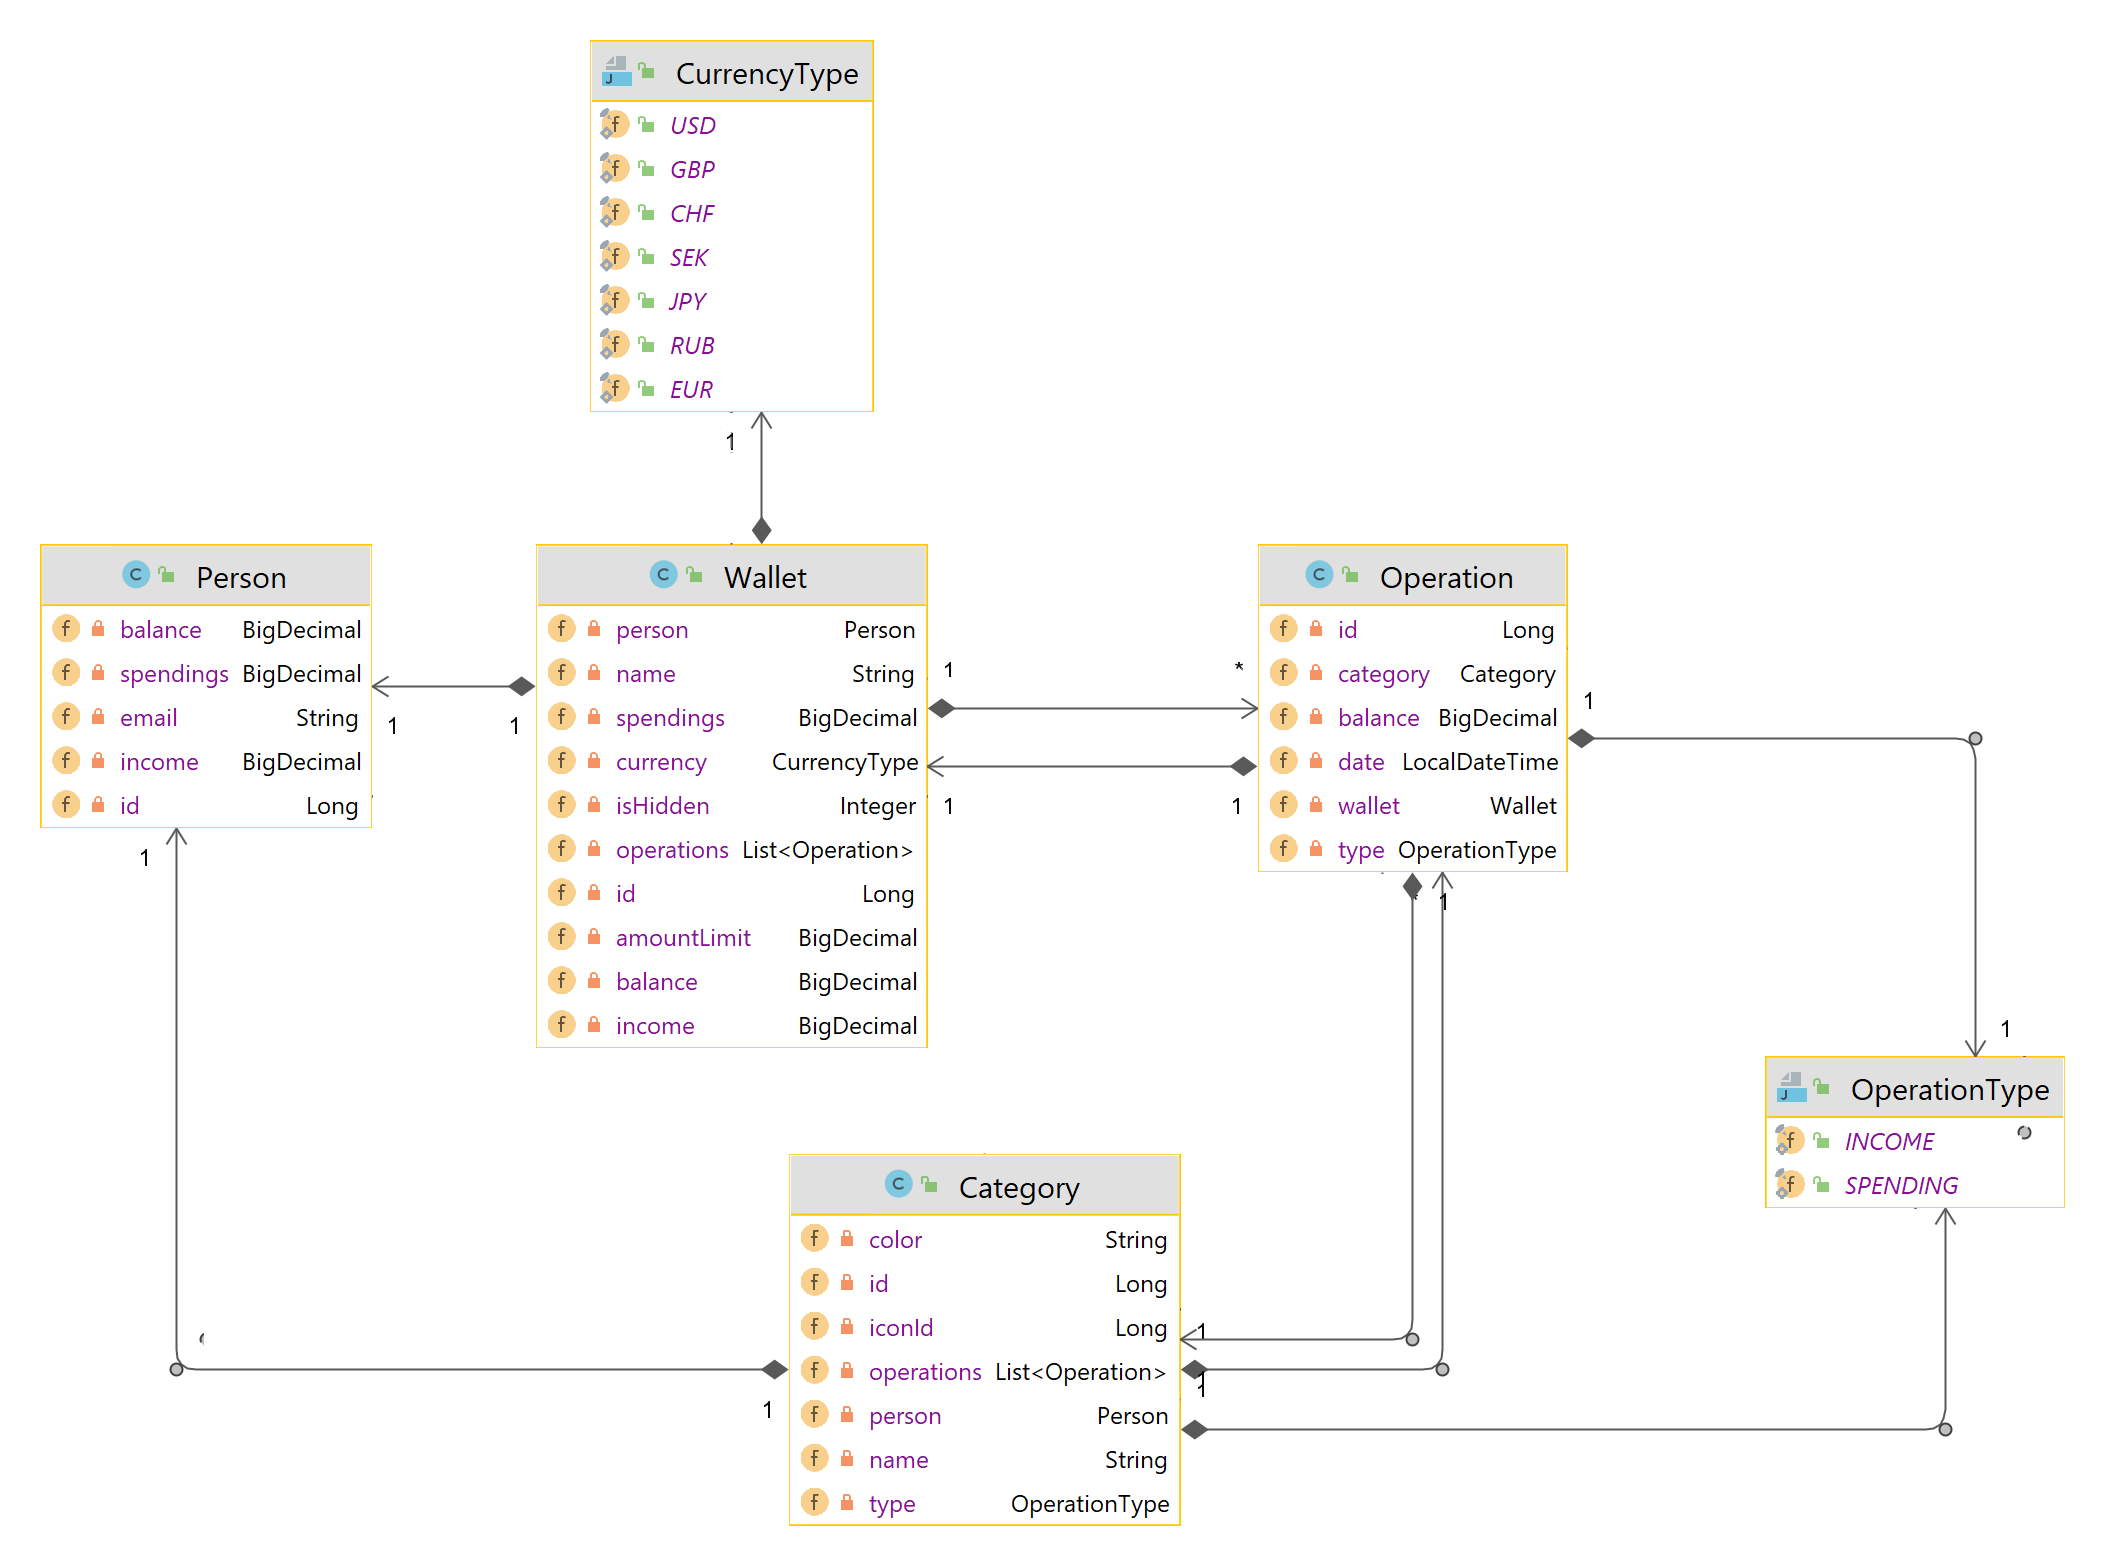 CurrencyType
USD
GBP
CHF
SEK
JPY
RUB
EUR
1
Person
balance BigDecimal
spendings BigDecimal
email String
income BigDecimal
id Long
1
1
1
Wallet
person Person
name String
spendings BigDecimal
currency CurrencyType
isHidden Integer
operations List<Operation>
id Long
amountLimit BigDecimal
balance BigDecimal
income BigDecimal
1
*
1
1
Operation
id Long
category Category
balance BigDecimal
date LocalDateTime
wallet Wallet
type OperationType
1
*
1
1
OperationType
INCOME
SPENDING
Category
color String
id Long
iconId Long
operations List<Operation>
person Person
name String
type OperationType
1
1
1